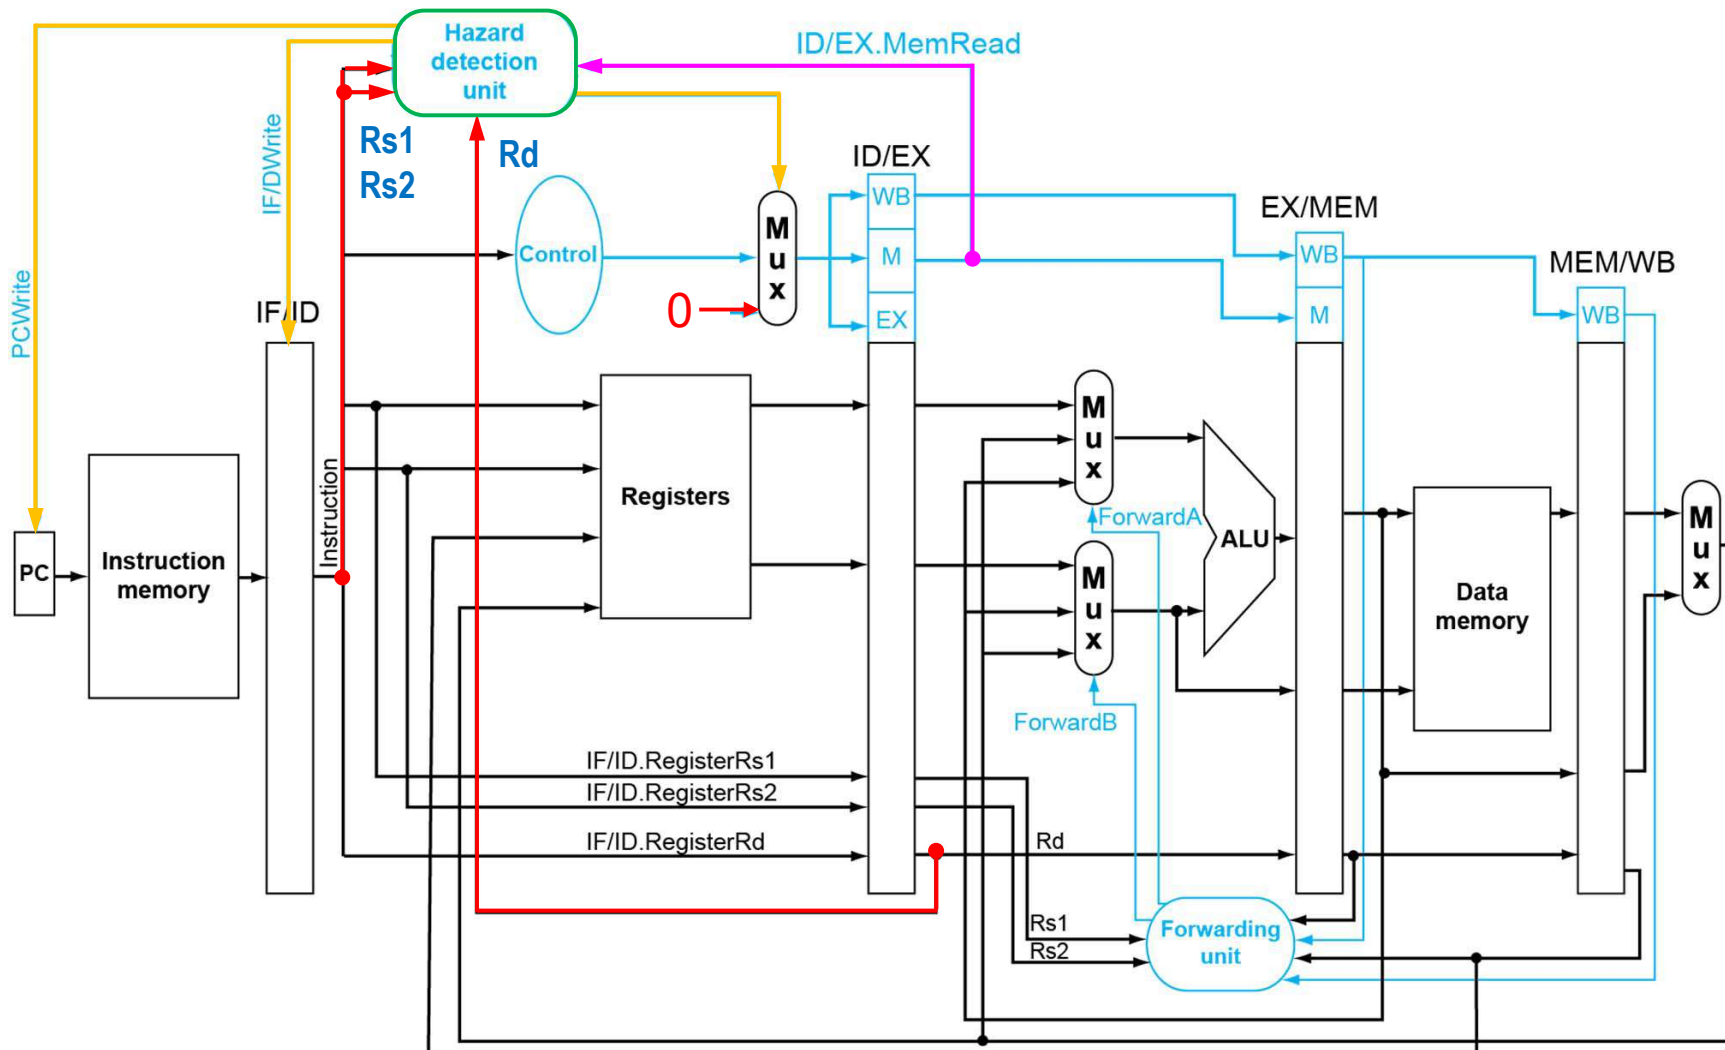 Hazard
detection
unit
ID/EX.MemRead
Rs1
Rs2
Rd
IF/DWrite
PCWrite
ID/EX
WB
M
EX
Control
M
u
x
0
EX/MEM
WB
M
MEM/WB
WB
IF/ID
PC
Instruction
memory
Instruction
Registers
M
u
x
ForwardA
M
u
x
ForwardB
ALU
Data
memory
M
u
x
IF/ID.RegisterRs1
IF/ID.RegisterRs2
IF/ID.RegisterRd
Rd
Rs1
Rs2
Forwarding
unit